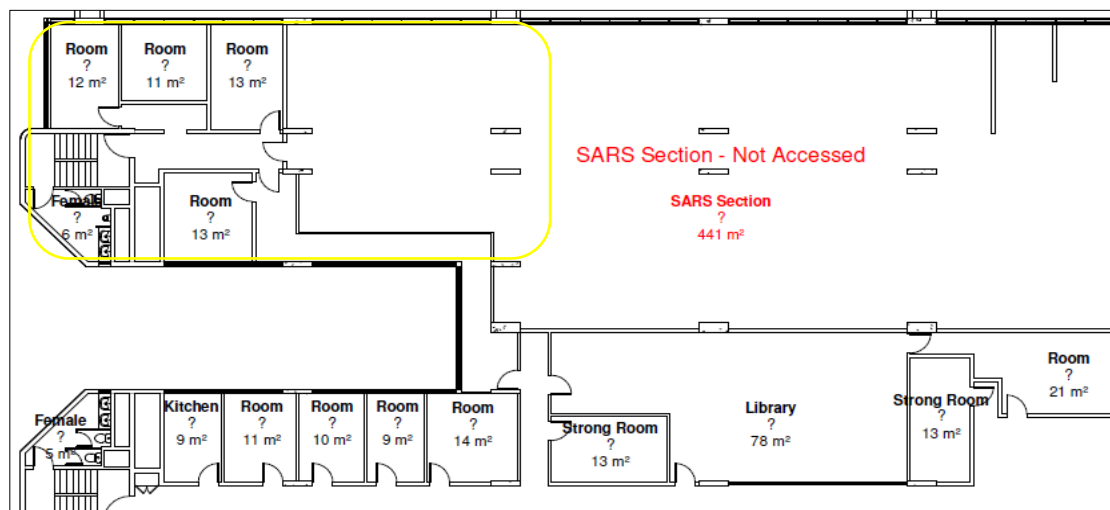 Room
?
12 m²
Room
?
11 m²
Room
?
13 m²
SARS Section - Not Accessed
Female
?
6 m²
Room
?
13 m²
SARS Section
?
441 m²
Female
?
5 m²
Kitchen
?
9 m²
Room
?
11 m²
Room
?
10 m²
Room
?
9 m²
Room
?
14 m²
Strong Room
?
13 m²
Library
?
78 m²
Strong Room
?
13 m²
Room
?
21 m²